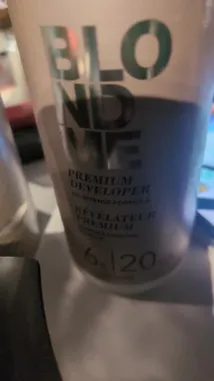 BLO
ND
ME
PREMIUM
DEVELOPER
RÉVÉLATEUR
PREMIUM
6% | 20